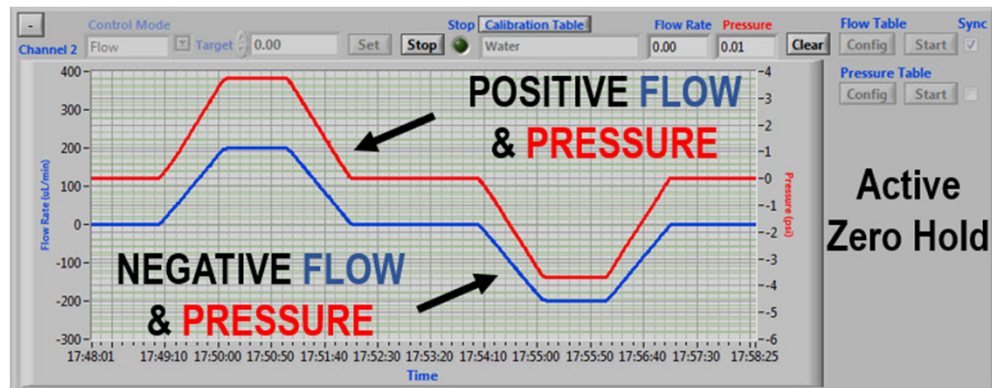 -
Control Mode
Stop
Calibration Table
Flow Rate
Pressure
Flow Table
Sync
Channel 2
Flow
Target
0.00
Set
Stop
Water
0.00
0.01
Clear
Config
Start
Pressure Table
Config
Start
400
300
200
100
0
-100
-200
-300
Flow Rate (uL/min)
POSITIVE FLOW
& PRESSURE
NEGATIVE FLOW
& PRESSURE
-4
-3
-2
-1
-0
-1
-2
-3
-4
-5
-6
Pressure (psi)
Active
Zero Hold
17:48:01 17:49:10 17:50:00 17:50:50 17:51:40 17:52:30 17:53:20 17:54:10 17:55:00 17:55:50 17:56:40 17:57:30 17:58:25
Time